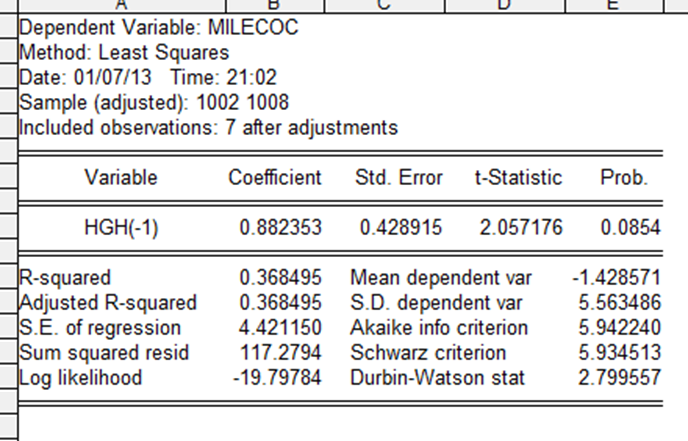 A B C D E
Dependent Variable: MILECOC
Method: Least Squares
Date: 01/07/13 Time: 21:02
Sample (adjusted): 1002 1008
Included observations: 7 after adjustments
Variable Coefficient Std. Error t-Statistic Prob.
HGH(-1) 0.882353 0.428915 2.057176 0.0854
R-squared 0.368495 Mean dependent var -1.428571
Adjusted R-squared 0.368495 S.D. dependent var 5.563486
S.E. of regression 4.421150 Akaike info criterion 5.942240
Sum squared resid 117.2794 Schwarz criterion 5.934513
Log likelihood -19.79784 Durbin-Watson stat 2.799557